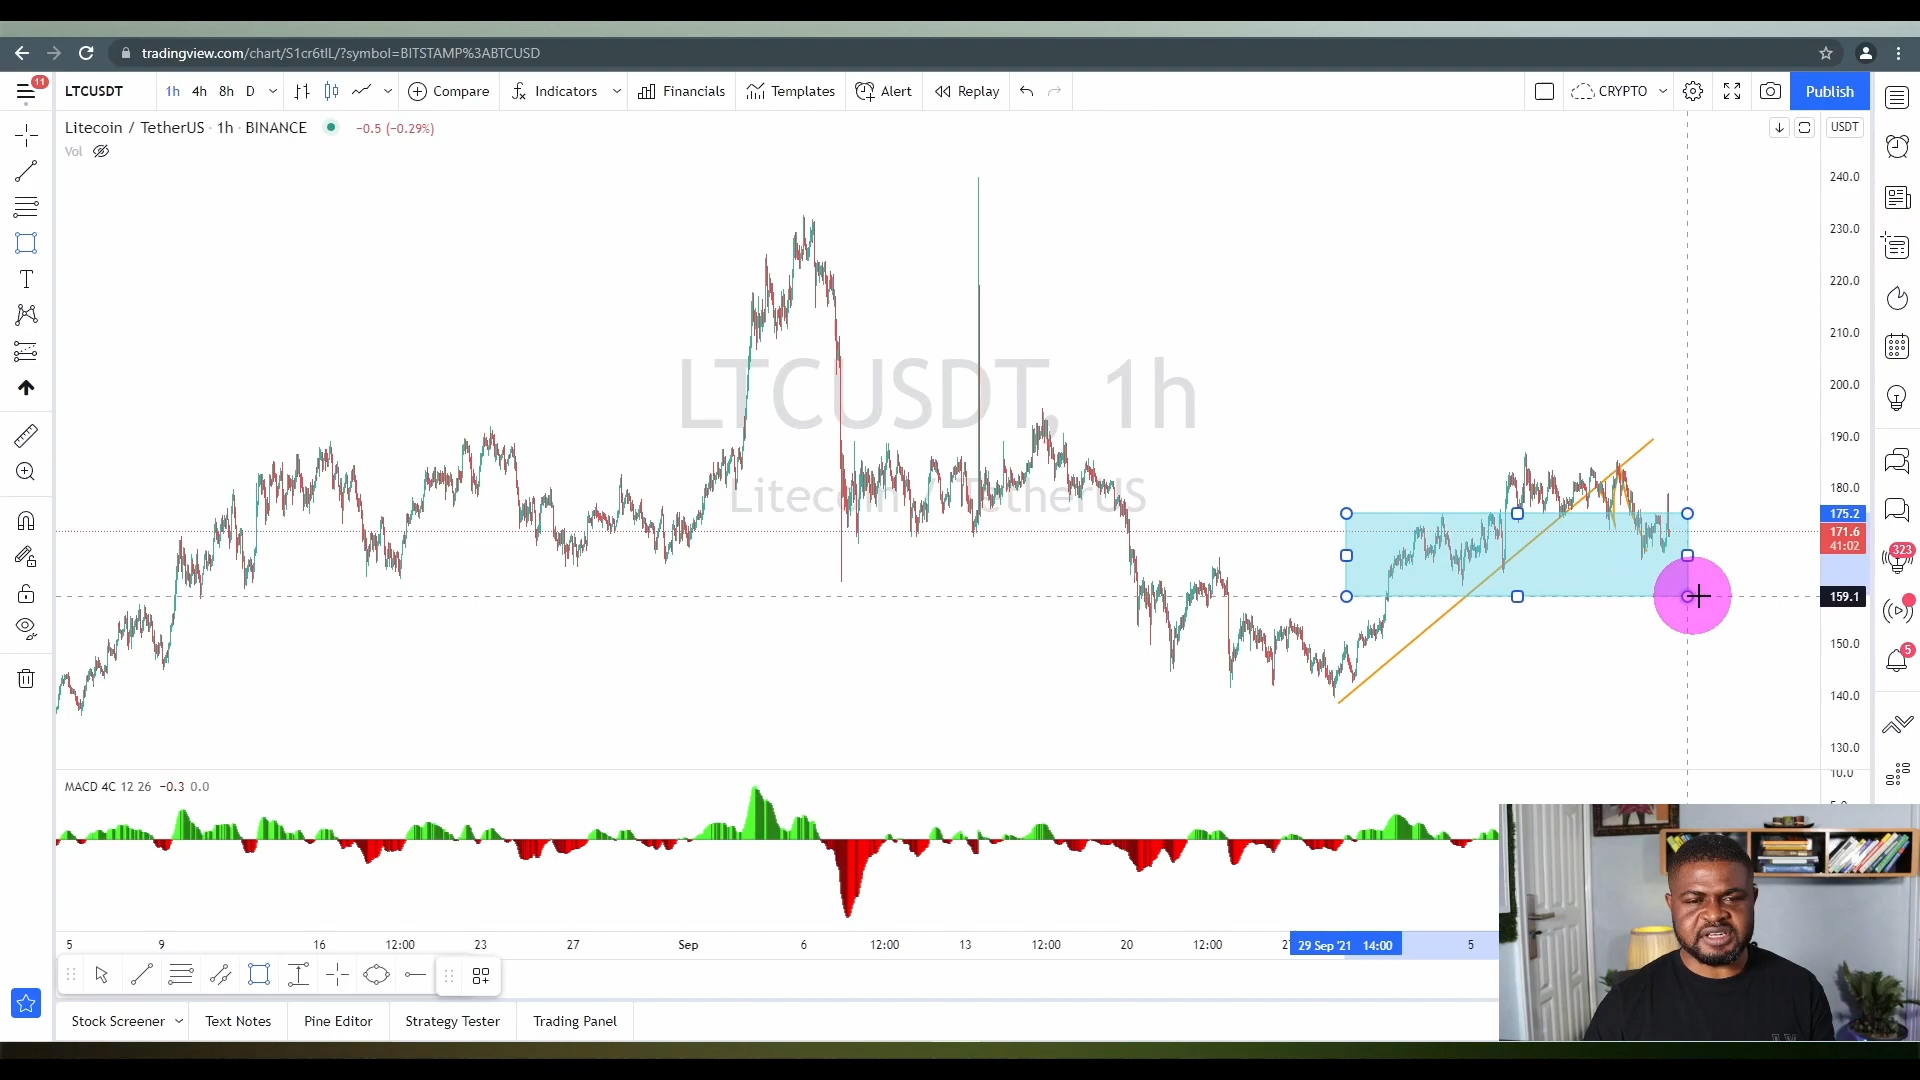 tradingview.com/chart/S1cr6tIL/?symbol=BITSTAMP%3ABTCUSD
11
LTCUSDT 1h 4h 8h D Compare Indicators Financials Templates Alert Replay CRYPTO Publish
Litecoin / TetherUS · 1h · BINANCE −0.5 (−0.29%) USDT
Vol
240.0
230.0
220.0
210.0
200.0
LTCUSDT, 1h
190.0
180.0
Litecoin / TetherUS
175.2
171.6
41:02
323
159.1
150.0
5
140.0
130.0
10.0
MACD 4C 12 26 −0.3 0.0
5 9 16 12:00 23 27 Sep 6 12:00 13 12:00 20 12:00 29 Sep '21 14:00 5
Stock Screener Text Notes Pine Editor Strategy Tester Trading Panel